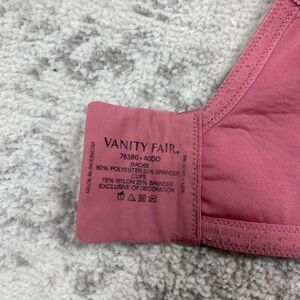 VANITY FAIR.
76380 • 40DD
BACKS
80% POLYESTER 20% SPANDEX
CUPS
78% NYLON 22% SPANDEX
EXCLUSIVE OF DECORATION
MADE IN INDONESIA